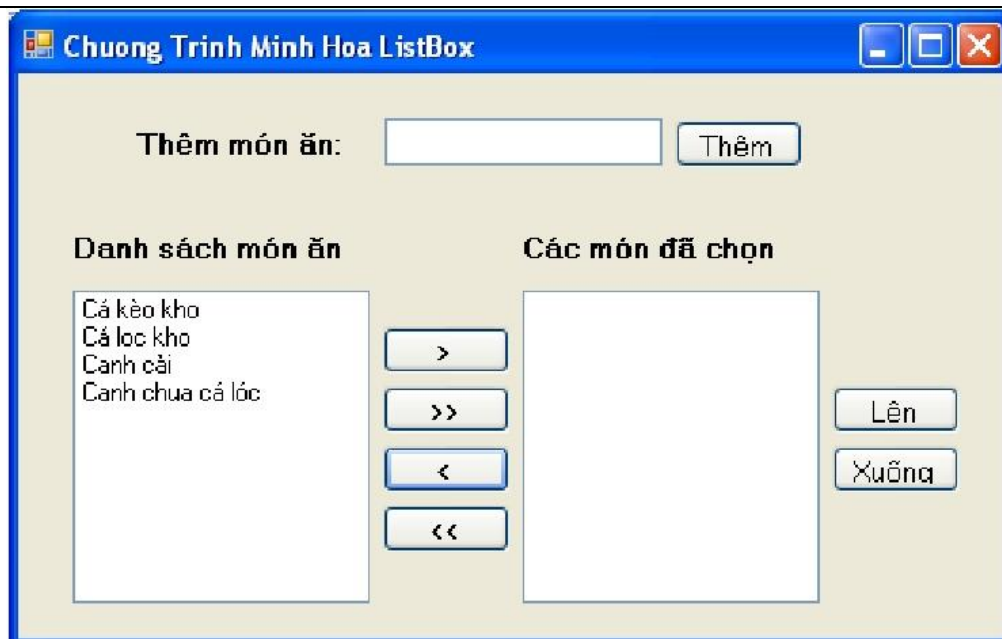 Chuong Trinh Minh Hoa ListBox
Thêm món ăn:
Thêm
Danh sách món ăn
Các món đã chọn
Cá kèo kho
Cá loc kho
Canh cải
Canh chua cá lóc
>
>>
<
<<
Lên
Xuống